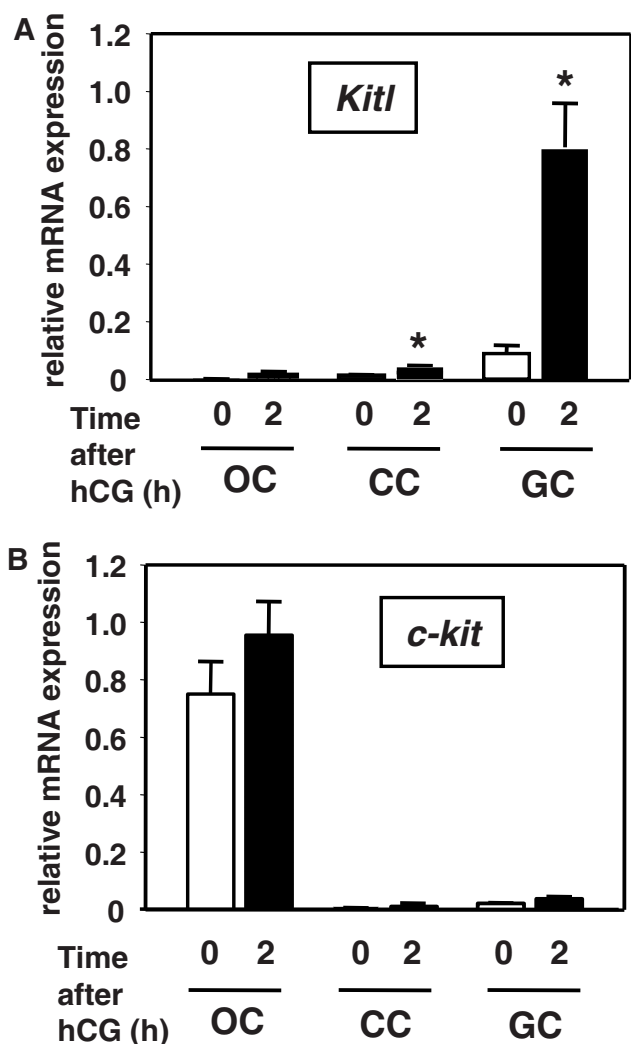 A
relative mRNA expression
1.2
1.0
0.8
0.6
0.4
0.2
0
Kitl
*
*
Time after hCG (h)
0 2 0 2 0 2
OC CC GC
B
relative mRNA expression
1.2
1.0
0.8
0.6
0.4
0.2
0
c-kit
Time after hCG (h)
0 2 0 2 0 2
OC CC GC